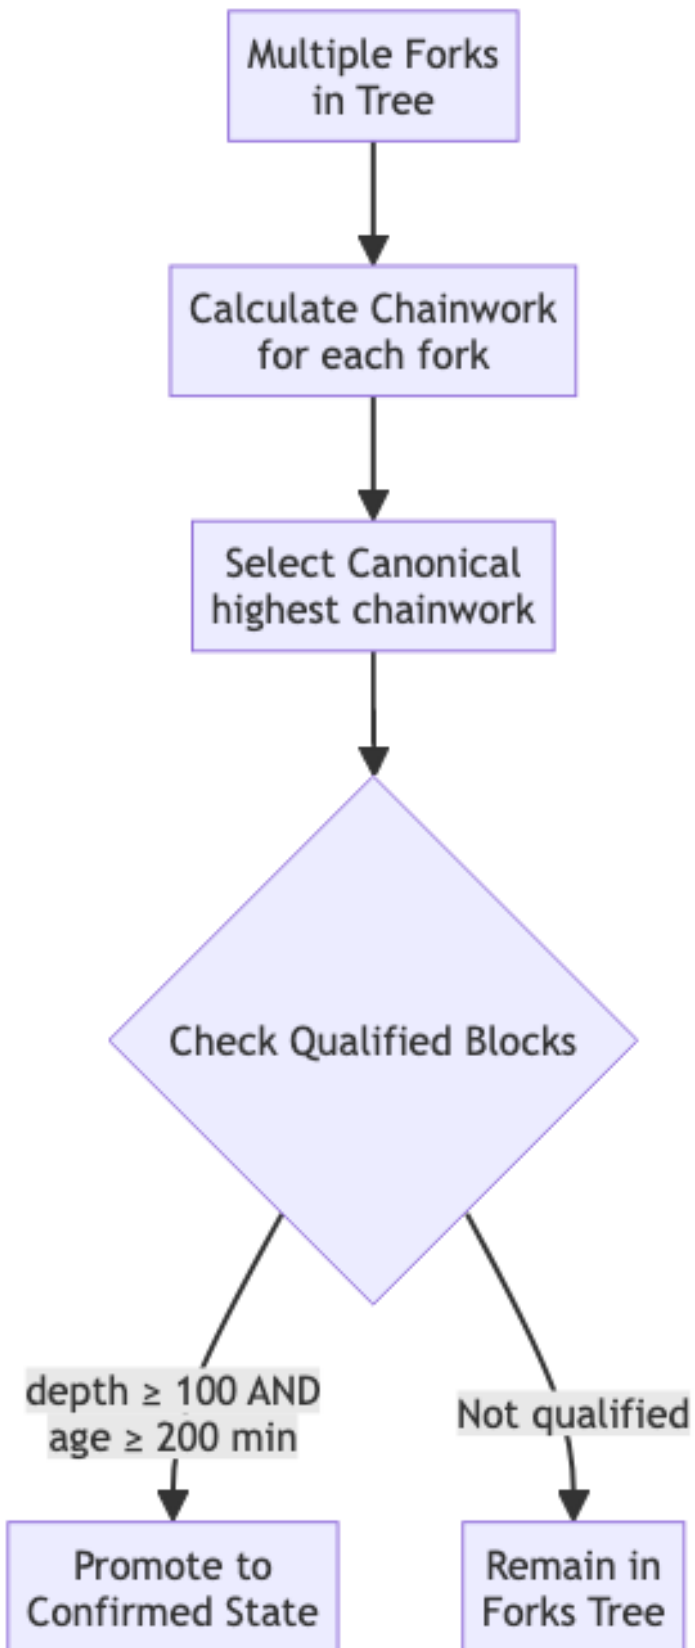 Multiple Forks
in Tree
Calculate Chainwork
for each fork
Select Canonical
highest chainwork
Check Qualified Blocks
depth ≥ 100 AND
age ≥ 200 min
Not qualified
Promote to
Confirmed State
Remain in
Forks Tree